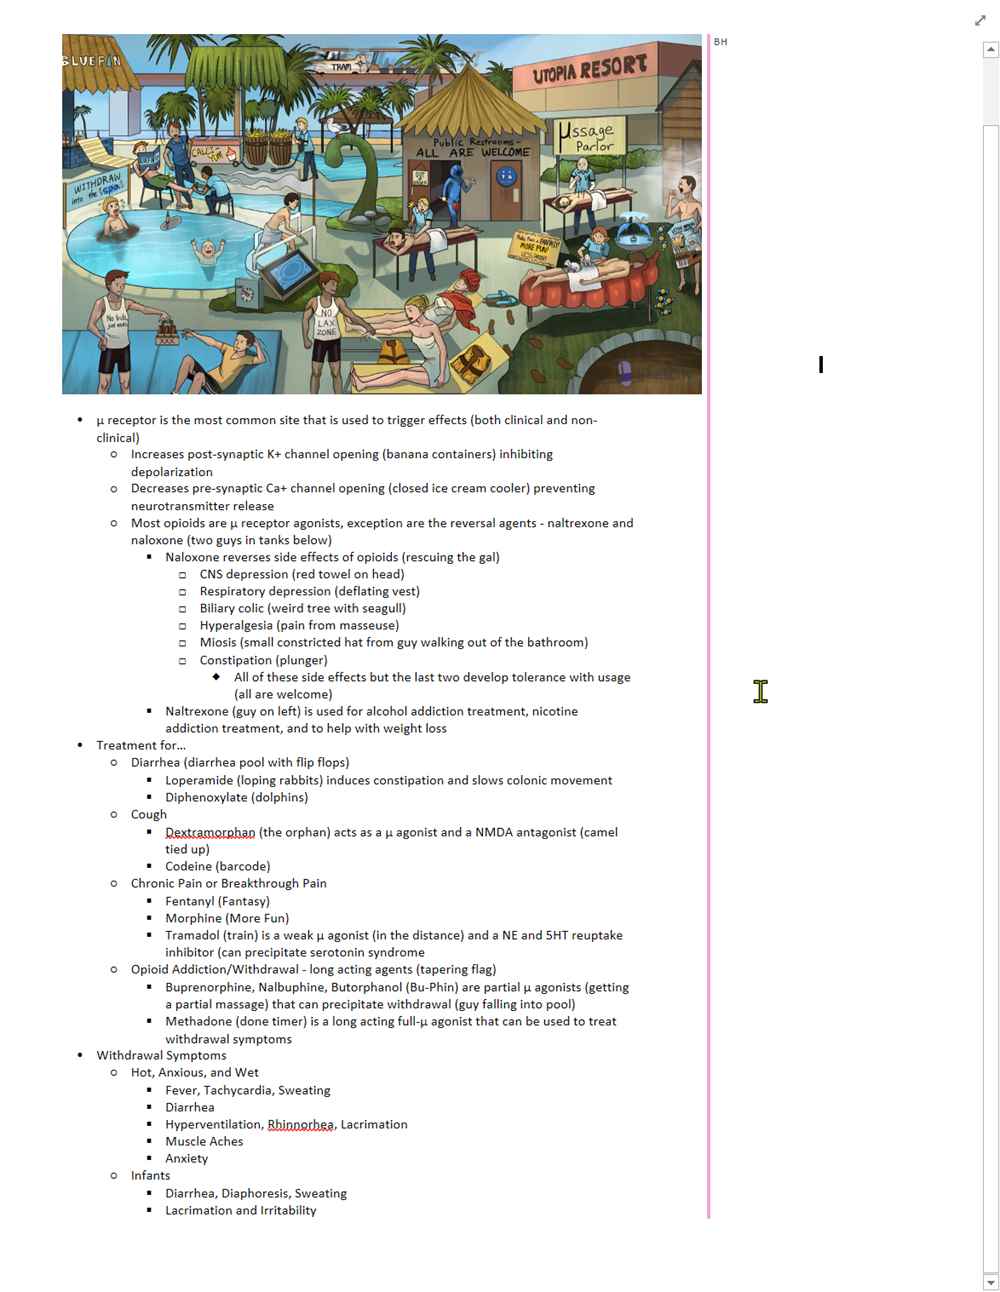 BLUEFIN
TRAM
UTOPIA RESORT
BH
Public Restrooms -
ALL ARE WELCOME
μssage
Parlor
WITHDRAW
into the spa!
MORE FUN!
No buts,
just
NO
LAX
ZONE
• μ receptor is the most common site that is used to trigger effects (both clinical and non-
clinical)
○ Increases post-synaptic K+ channel opening (banana containers) inhibiting
depolarization
○ Decreases pre-synaptic Ca+ channel opening (closed ice cream cooler) preventing
neurotransmitter release
○ Most opioids are μ receptor agonists, exception are the reversal agents - naltrexone and
naloxone (two guys in tanks below)
▪ Naloxone reverses side effects of opioids (rescuing the gal)
□ CNS depression (red towel on head)
□ Respiratory depression (deflating vest)
□ Biliary colic (weird tree with seagull)
□ Hyperalgesia (pain from masseuse)
□ Miosis (small constricted hat from guy walking out of the bathroom)
□ Constipation (plunger)
◆ All of these side effects but the last two develop tolerance with usage
(all are welcome)
▪ Naltrexone (guy on left) is used for alcohol addiction treatment, nicotine
addiction treatment, and to help with weight loss
• Treatment for...
○ Diarrhea (diarrhea pool with flip flops)
▪ Loperamide (loping rabbits) induces constipation and slows colonic movement
▪ Diphenoxylate (dolphins)
○ Cough
▪ Dextramorphan (the orphan) acts as a μ agonist and a NMDA antagonist (camel
tied up)
▪ Codeine (barcode)
○ Chronic Pain or Breakthrough Pain
▪ Fentanyl (Fantasy)
▪ Morphine (More Fun)
▪ Tramadol (train) is a weak μ agonist (in the distance) and a NE and 5HT reuptake
inhibitor (can precipitate serotonin syndrome
○ Opioid Addiction/Withdrawal - long acting agents (tapering flag)
▪ Buprenorphine, Nalbuphine, Butorphanol (Bu-Phin) are partial μ agonists (getting
a partial massage) that can precipitate withdrawal (guy falling into pool)
▪ Methadone (done timer) is a long acting full-μ agonist that can be used to treat
withdrawal symptoms
• Withdrawal Symptoms
○ Hot, Anxious, and Wet
▪ Fever, Tachycardia, Sweating
▪ Diarrhea
▪ Hyperventilation, Rhinnorhea, Lacrimation
▪ Muscle Aches
▪ Anxiety
○ Infants
▪ Diarrhea, Diaphoresis, Sweating
▪ Lacrimation and Irritability